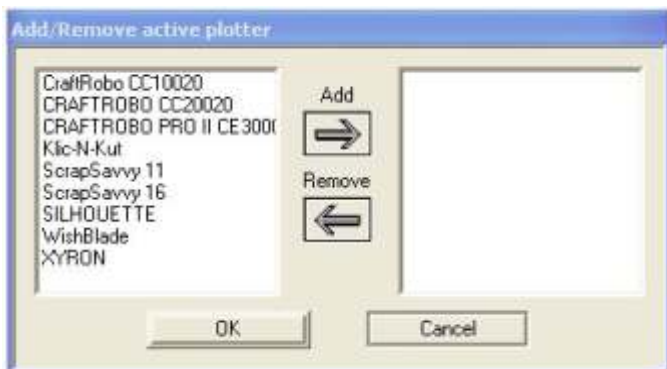 Add/Remove active plotter
CraftRobo CC10020
CRAFTROBO CC20020
CRAFTROBO PRO II CE300
Klic-N-Kut
ScrapSavvy 11
ScrapSavvy 16
SILHOUETTE
WishBlade
XYRON
Add
Remove
OK
Cancel